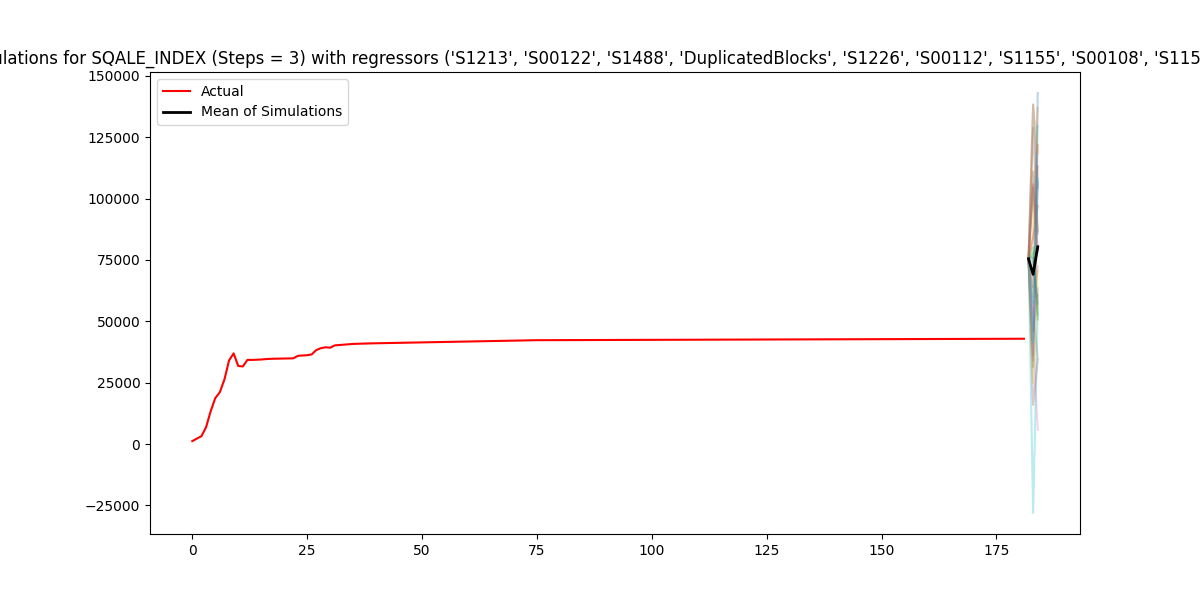 ulations for SQALE_INDEX (Steps = 3) with regressors ('S1213', 'S00122', 'S1488', 'DuplicatedBlocks', 'S1226', 'S00112', 'S1155', 'S00108', 'S115
Actual
Mean of Simulations
150000
125000
100000
75000
50000
25000
0
−25000
0 25 50 75 100 125 150 175